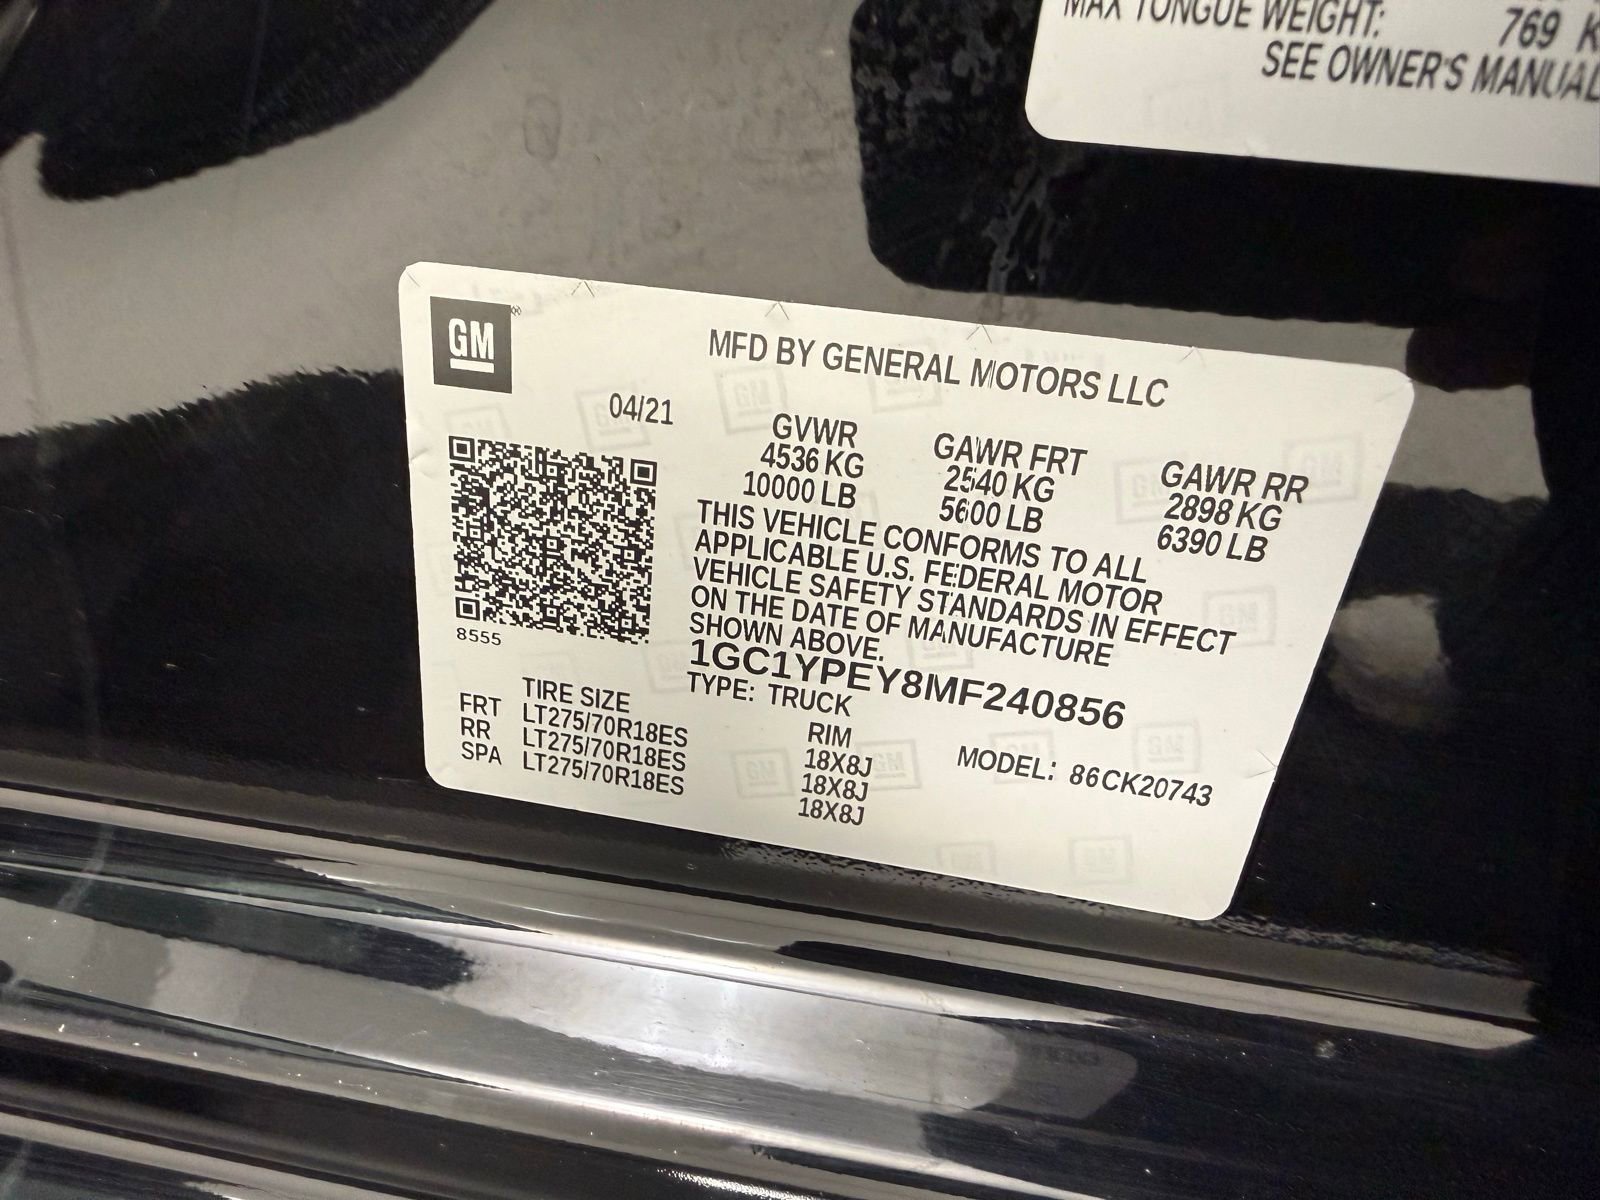 MAX TONGUE WEIGHT: 769 K
SEE OWNER'S MANUAL
GM ®
MFD BY GENERAL MOTORS LLC
04/21
GVWR GAWR FRT GAWR RR
4536 KG 2540 KG 2898 KG
10000 LB 5600 LB 6390 LB
THIS VEHICLE CONFORMS TO ALL
APPLICABLE U.S. FEDERAL MOTOR
VEHICLE SAFETY STANDARDS IN EFFECT
ON THE DATE OF MANUFACTURE
SHOWN ABOVE.
1GC1YPEY8MF240856
TYPE: TRUCK
8555
TIRE SIZE RIM
FRT LT275/70R18ES 18X8J
RR LT275/70R18ES 18X8J
SPA LT275/70R18ES 18X8J
MODEL: 86CK20743